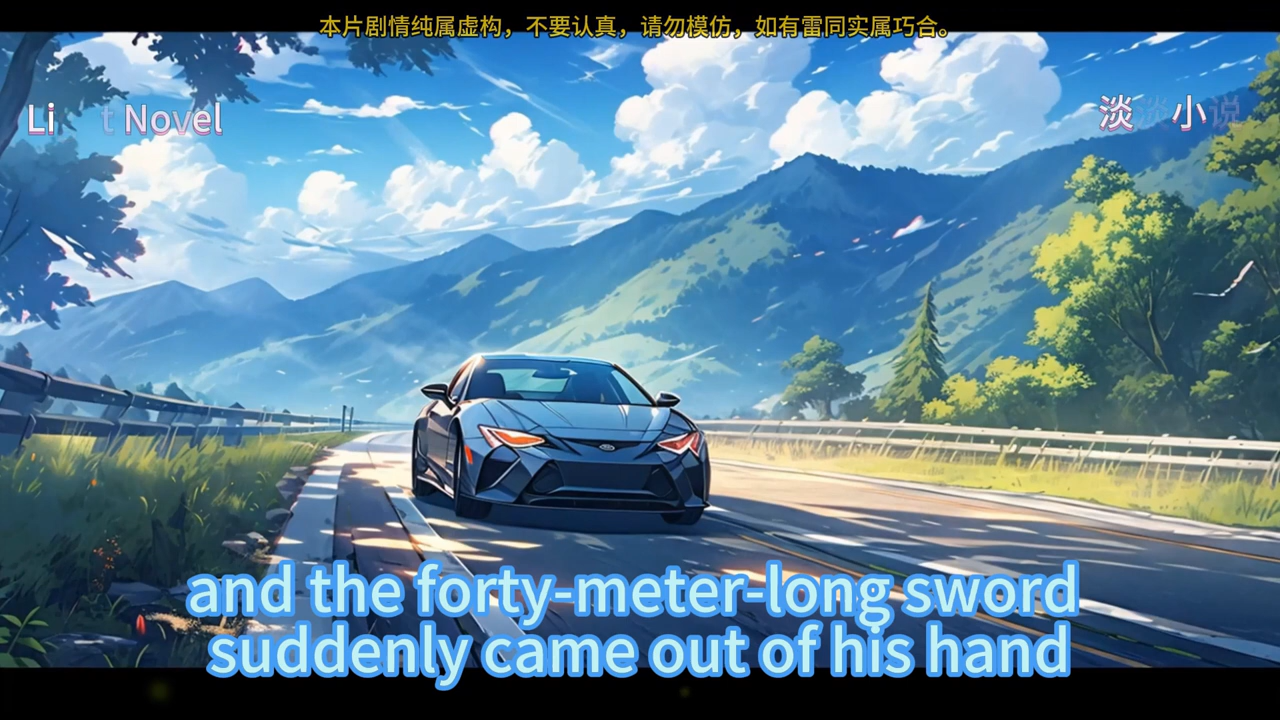 本片剧情纯属虚构，不要认真，请勿模仿，如有雷同实属巧合。
Li t Novel
淡淡小说
and the forty-meter-long sword
suddenly came out of his hand